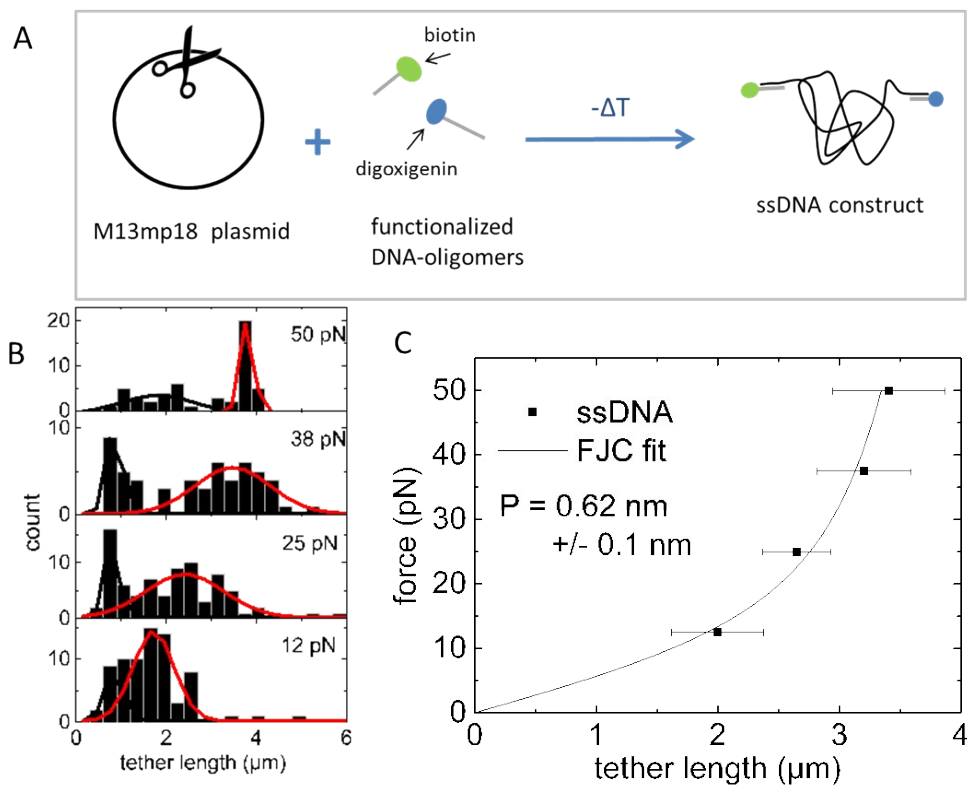 A
biotin
-ΔT
digoxigenin
M13mp18 plasmid
functionalized
DNA-oligomers
ssDNA construct
B
20
10
0
50 pN
10
0
38 pN
10
0
25 pN
10
0
12 pN
0 2 4 6
count
tether length (µm)
C
50
40
30
20
10
0
ssDNA
FJC fit
P = 0.62 nm
+/- 0.1 nm
force (pN)
0 1 2 3 4
tether length (µm)